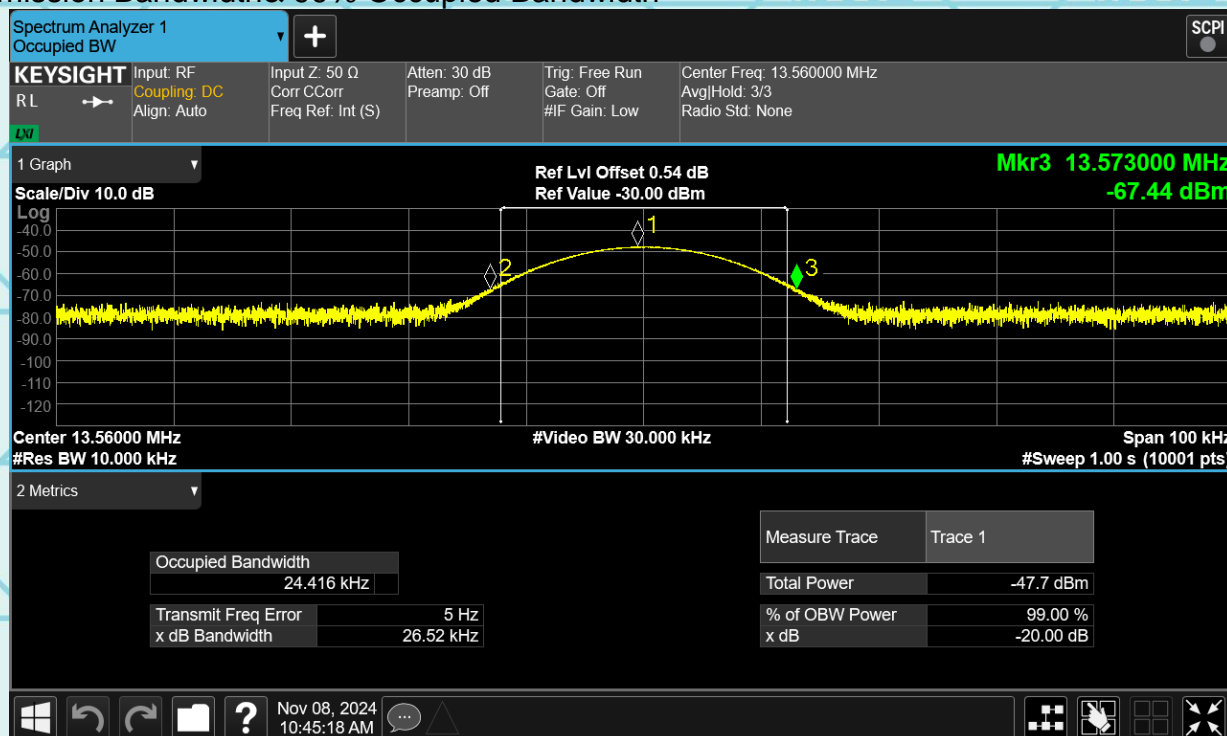 mission Bandwidth& 99% Occupied Bandwidth
Spectrum Analyzer 1
Occupied BW
+
SCPI
KEYSIGHT
RL
LXI
Input: RF
Coupling: DC
Align: Auto
Input Z: 50 Ω
Corr CCorr
Freq Ref: Int (S)
Atten: 30 dB
Preamp: Off
Trig: Free Run
Gate: Off
#IF Gain: Low
Center Freq: 13.560000 MHz
Avg|Hold: 3/3
Radio Std: None
1 Graph
Scale/Div 10.0 dB
Ref Lvl Offset 0.54 dB
Ref Value -30.00 dBm
Mkr3 13.573000 MHz
-67.44 dBm
Log
-40.0
-50.0
-60.0
-70.0
-80.0
-90.0
-100
-110
-120
1
2
3
Center 13.56000 MHz
#Res BW 10.000 kHz
#Video BW 30.000 kHz
Span 100 kHz
#Sweep 1.00 s (10001 pts)
2 Metrics
Measure Trace Trace 1
Occupied Bandwidth
24.416 kHz
Total Power -47.7 dBm
Transmit Freq Error 5 Hz
% of OBW Power 99.00 %
x dB Bandwidth 26.52 kHz
x dB -20.00 dB
?
Nov 08, 2024
10:45:18 AM